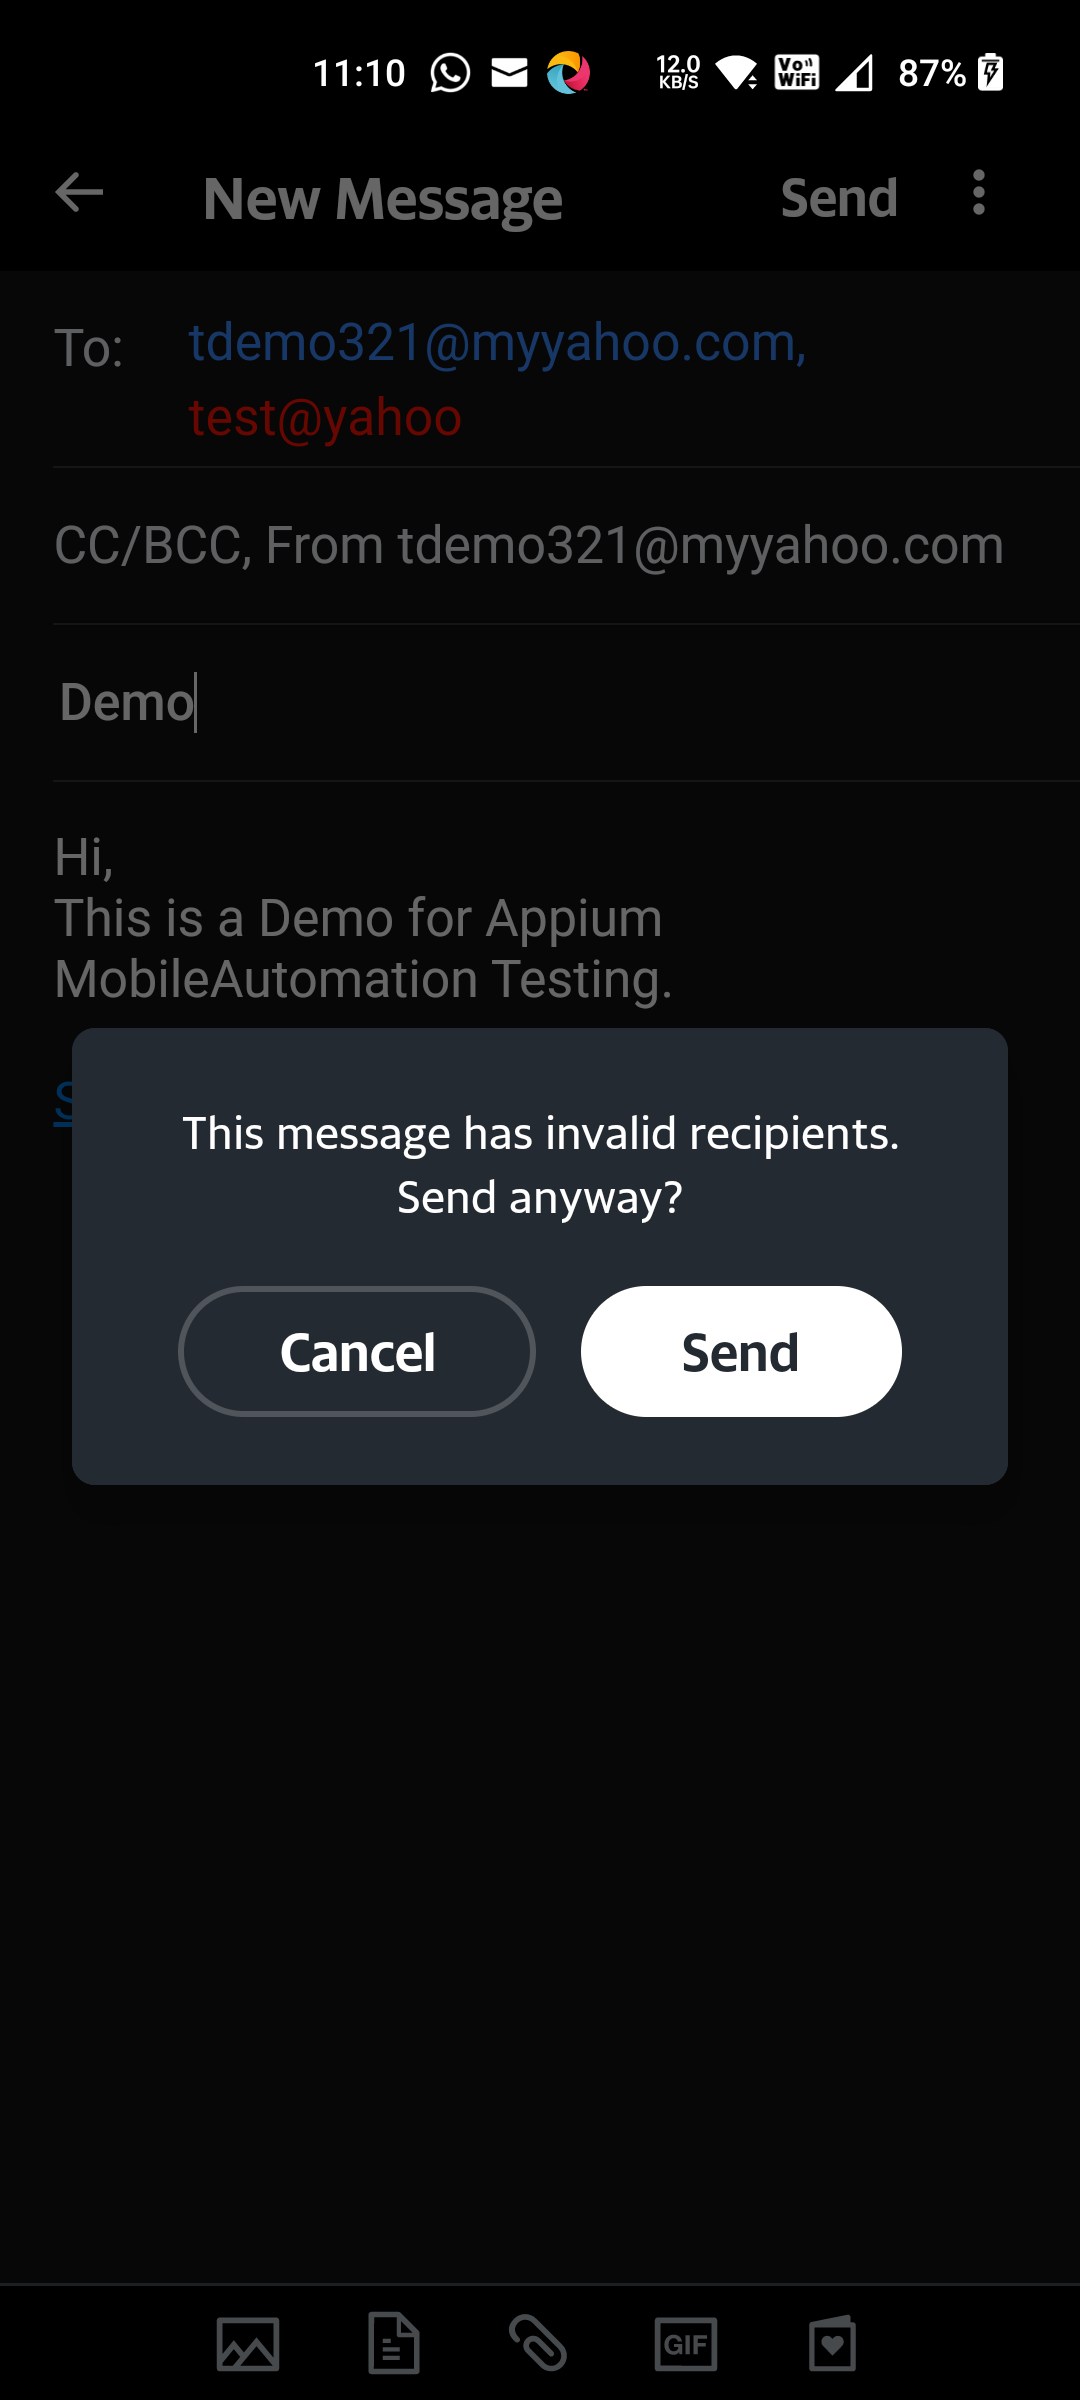 11:10 12.0 KB/S Vo WiFi 87%
New Message Send
To: tdemo321@myyahoo.com,
test@yahoo
CC/BCC, From tdemo321@myyahoo.com
Demo
Hi,
This is a Demo for Appium
MobileAutomation Testing.
This message has invalid recipients.
Send anyway?
Cancel Send
GIF